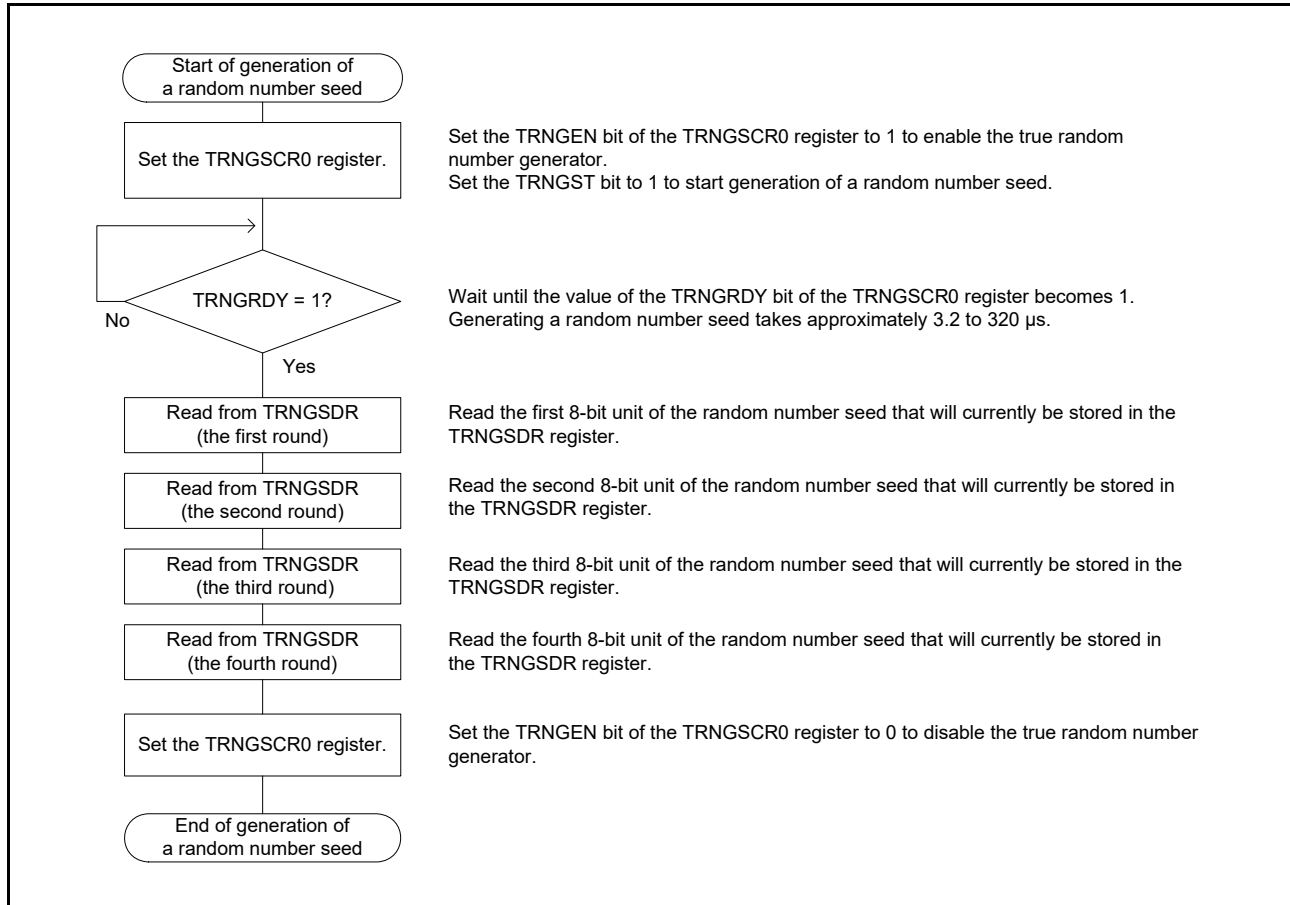 Start of generation of
a random number seed
Set the TRNGSCR0 register.
Set the TRNGEN bit of the TRNGSCR0 register to 1 to enable the true random
number generator.
Set the TRNGST bit to 1 to start generation of a random number seed.
TRNGRDY = 1?
No
Yes
Wait until the value of the TRNGRDY bit of the TRNGSCR0 register becomes 1.
Generating a random number seed takes approximately 3.2 to 320 μs.
Read from TRNGSDR
(the first round)
Read the first 8-bit unit of the random number seed that will currently be stored in the
TRNGSDR register.
Read from TRNGSDR
(the second round)
Read the second 8-bit unit of the random number seed that will currently be stored in
the TRNGSDR register.
Read from TRNGSDR
(the third round)
Read the third 8-bit unit of the random number seed that will currently be stored in the
TRNGSDR register.
Read from TRNGSDR
(the fourth round)
Read the fourth 8-bit unit of the random number seed that will currently be stored in
the TRNGSDR register.
Set the TRNGSCR0 register.
Set the TRNGEN bit of the TRNGSCR0 register to 0 to disable the true random number
generator.
End of generation of
a random number seed